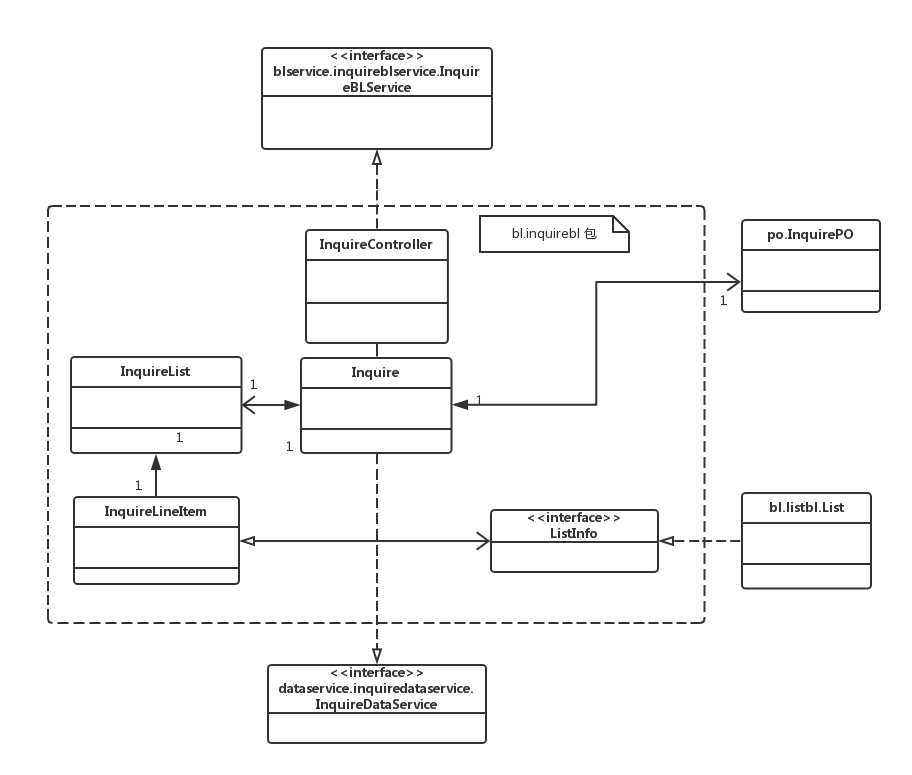 <<interface>>
blservice.inquireblservice.Inquir
eBLService
bl.inquirebl 包
InquireController
po.InquirePO
1
InquireList
Inquire
1
1
1
1
1
InquireLineItem
<<interface>>
ListInfo
bl.listbl.List
<<interface>>
dataservice.inquiredataservice.
InquireDataService